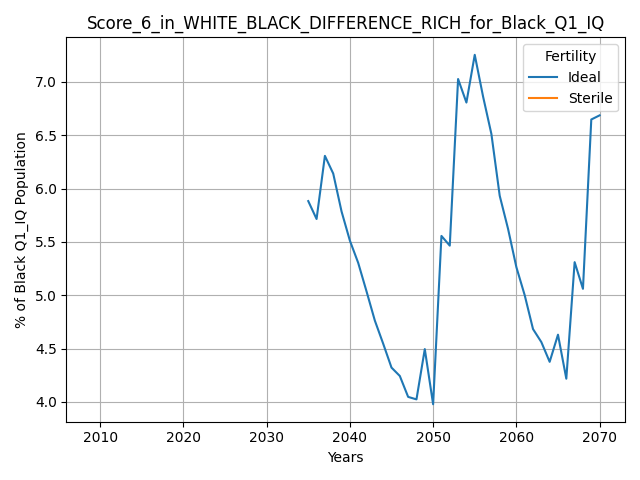 Score_6_in_WHITE_BLACK_DIFFERENCE_RICH_for_Black_Q1_IQ
Fertility
Ideal
Sterile
% of Black Q1_IQ Population
7.0
6.5
6.0
5.5
5.0
4.5
4.0
2010 2020 2030 2040 2050 2060 2070
Years